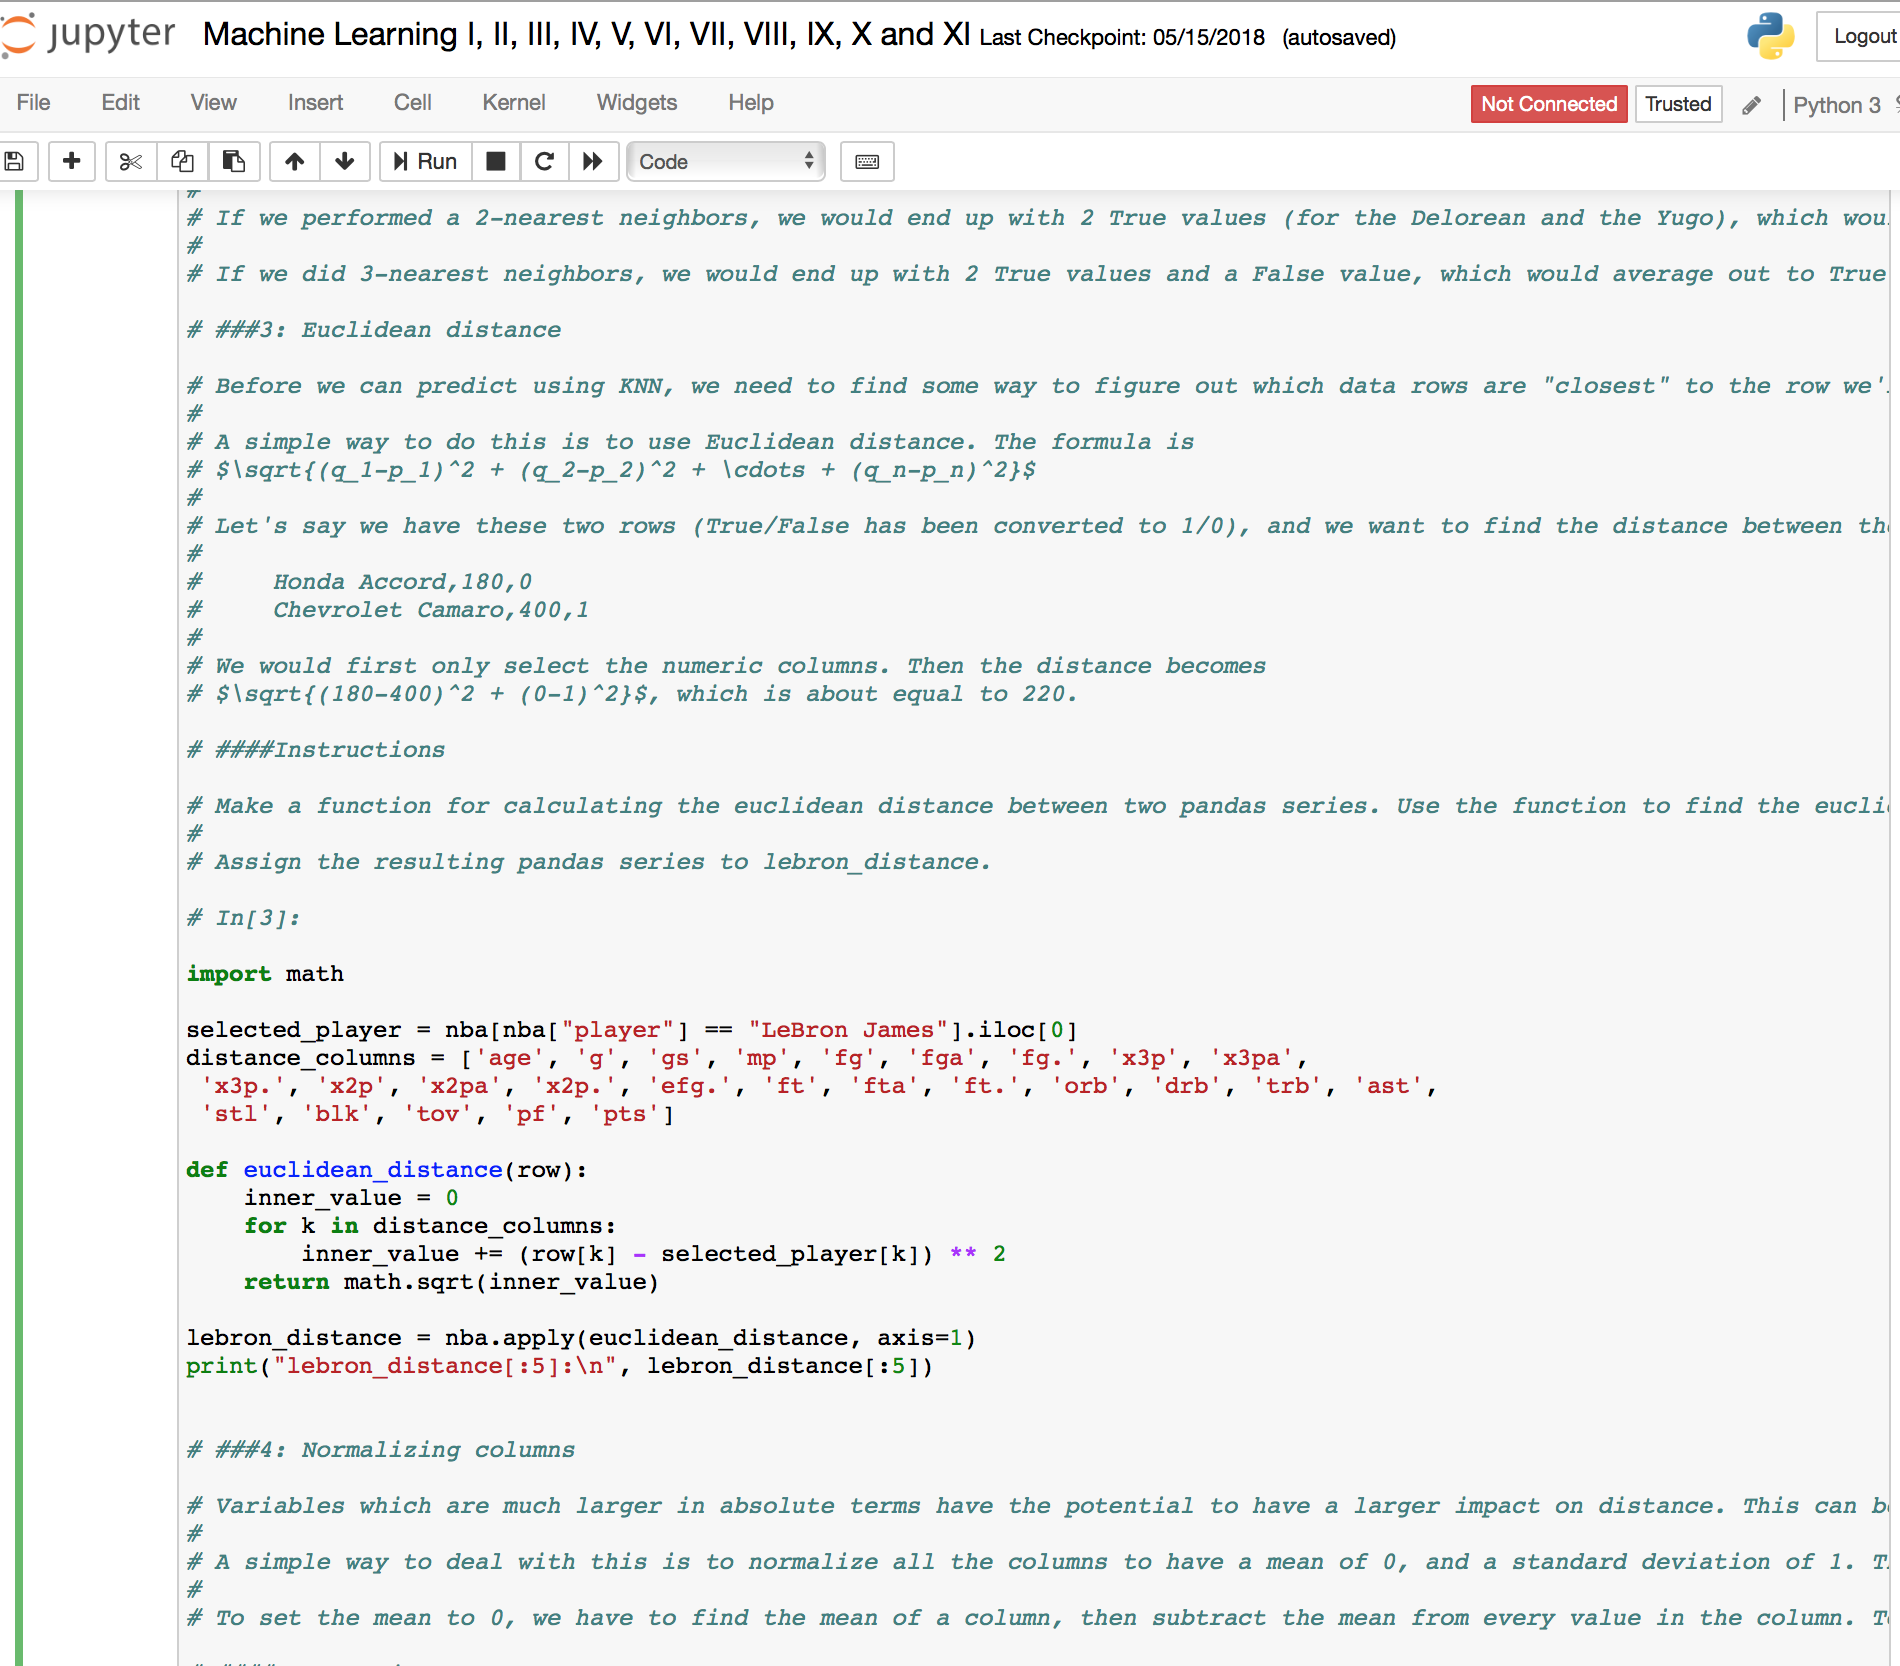 jupyter Machine Learning I, II, III, IV, V, VI, VII, VIII, IX, X and XI Last Checkpoint: 05/15/2018 (autosaved) Logout
File Edit View Insert Cell Kernel Widgets Help Not Connected Trusted Python 3
Run Code
#
# If we performed a 2-nearest neighbors, we would end up with 2 True values (for the Delorean and the Yugo), which
#
# If we did 3-nearest neighbors, we would end up with 2 True values and a False value, which would average out to True
# ###3: Euclidean distance
# Before we can predict using KNN, we need to find some way to figure out which data rows are "closest" to the row
#
# A simple way to do this is to use Euclidean distance. The formula is
# $\sqrt{(q_1-p_1)^2 + (q_2-p_2)^2 + \cdots + (q_n-p_n)^2}$
#
# Let's say we have these two rows (True/False has been converted to 1/0), and we want to find the distance between
#
#     Honda Accord,180,0
#     Chevrolet Camaro,400,1
#
# We would first only select the numeric columns. Then the distance becomes
# $\sqrt{(180-400)^2 + (0-1)^2}$, which is about equal to 220.
# ####Instructions
# Make a function for calculating the euclidean distance between two pandas series. Use the function to find the
#
# Assign the resulting pandas series to lebron_distance.
# In[3]:
import math
selected_player = nba[nba["player"] == "LeBron James"].iloc[0]
distance_columns = ['age', 'g', 'gs', 'mp', 'fg', 'fga', 'fg.', 'x3p', 'x3pa',
 'x3p.', 'x2p', 'x2pa', 'x2p.', 'efg.', 'ft', 'fta', 'ft.', 'orb', 'drb', 'trb', 'ast',
 'stl', 'blk', 'tov', 'pf', 'pts']
def euclidean_distance(row):
    inner_value = 0
    for k in distance_columns:
        inner_value += (row[k] - selected_player[k]) ** 2
    return math.sqrt(inner_value)
lebron_distance = nba.apply(euclidean_distance, axis=1)
print("lebron_distance[:5]:\n", lebron_distance[:5])
# ###4: Normalizing columns
# Variables which are much larger in absolute terms have the potential to have a larger impact on distance. This can
#
# A simple way to deal with this is to normalize all the columns to have a mean of 0, and a standard deviation of 1.
#
# To set the mean to 0, we have to find the mean of a column, then subtract the mean from every value in the column.